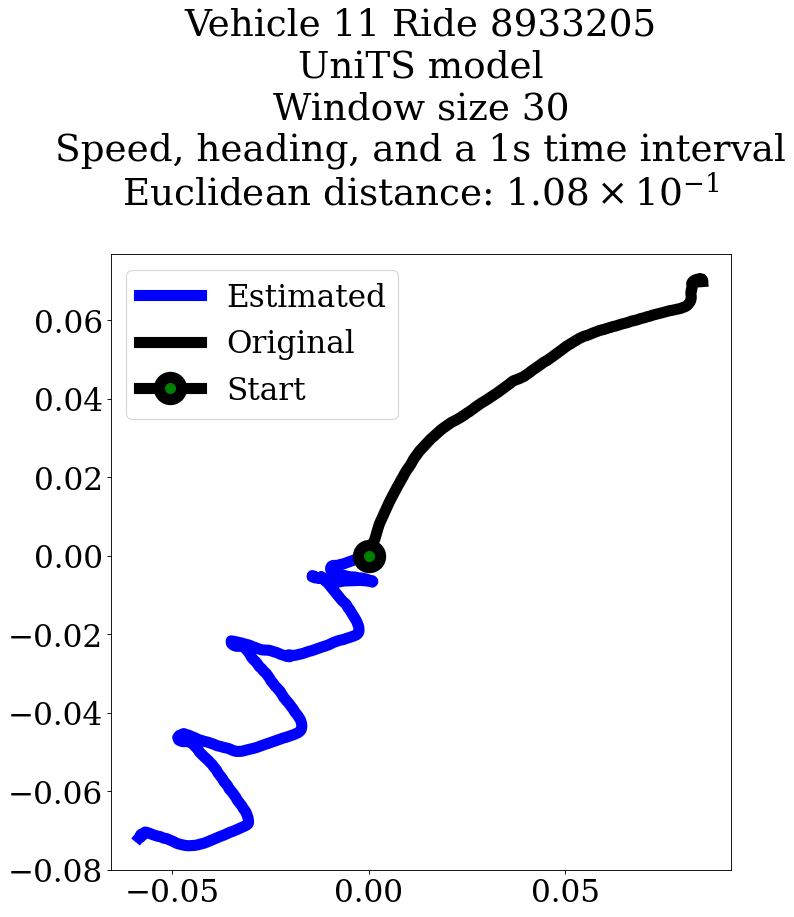 Vehicle 11 Ride 8933205
UniTS model
Window size 30
Speed, heading, and a 1s time interval
Euclidean distance: 1.08 × 10⁻¹
Estimated
Original
Start
0.06
0.04
0.02
0.00
−0.02
−0.04
−0.06
−0.08
−0.05 0.00 0.05